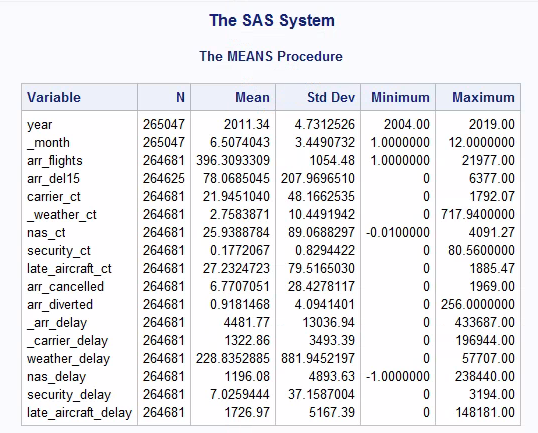 The SAS System
The MEANS Procedure
Variable N Mean Std Dev Minimum Maximum
year 265047 2011.34 4.7312526 2004.00 2019.00
_month 265047 6.5074043 3.4490732 1.0000000 12.0000000
arr_flights 264681 396.3093309 1054.48 1.0000000 21977.00
arr_del15 264625 78.0685045 207.9696510 0 6377.00
carrier_ct 264681 21.9451040 48.1662535 0 1792.07
_weather_ct 264681 2.7583871 10.4491942 0 717.9400000
nas_ct 264681 25.9388784 89.0688297 -0.0100000 4091.27
security_ct 264681 0.1772067 0.8294422 0 80.5600000
late_aircraft_ct 264681 27.2324723 79.5165030 0 1885.47
arr_cancelled 264681 6.7707051 28.4278117 0 1969.00
arr_diverted 264681 0.9181468 4.0941401 0 256.0000000
_arr_delay 264681 4481.77 13036.94 0 433687.00
_carrier_delay 264681 1322.86 3493.39 0 196944.00
weather_delay 264681 228.8352885 881.9452197 0 57707.00
nas_delay 264681 1196.08 4893.63 -1.0000000 238440.00
security_delay 264681 7.0259444 37.1587004 0 3194.00
late_aircraft_delay 264681 1726.97 5167.39 0 148181.00